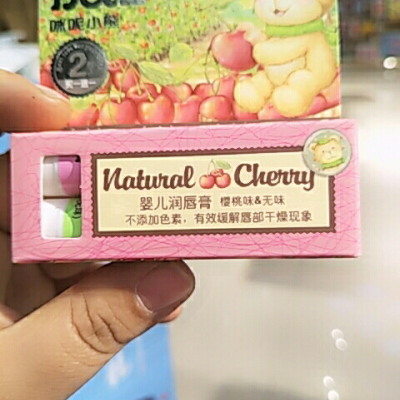 咪呢小熊
2
Natural Cherry
婴儿润唇膏 樱桃味&无味
不添加色素，有效缓解唇部干燥现象